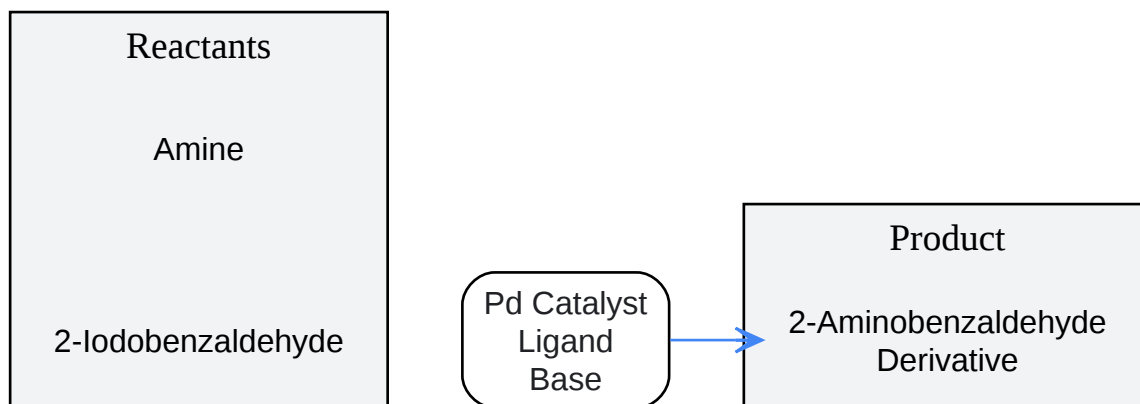 Reactants
Amine
2-Iodobenzaldehyde
Pd Catalyst
Ligand
Base
Product
2-Aminobenzaldehyde
Derivative